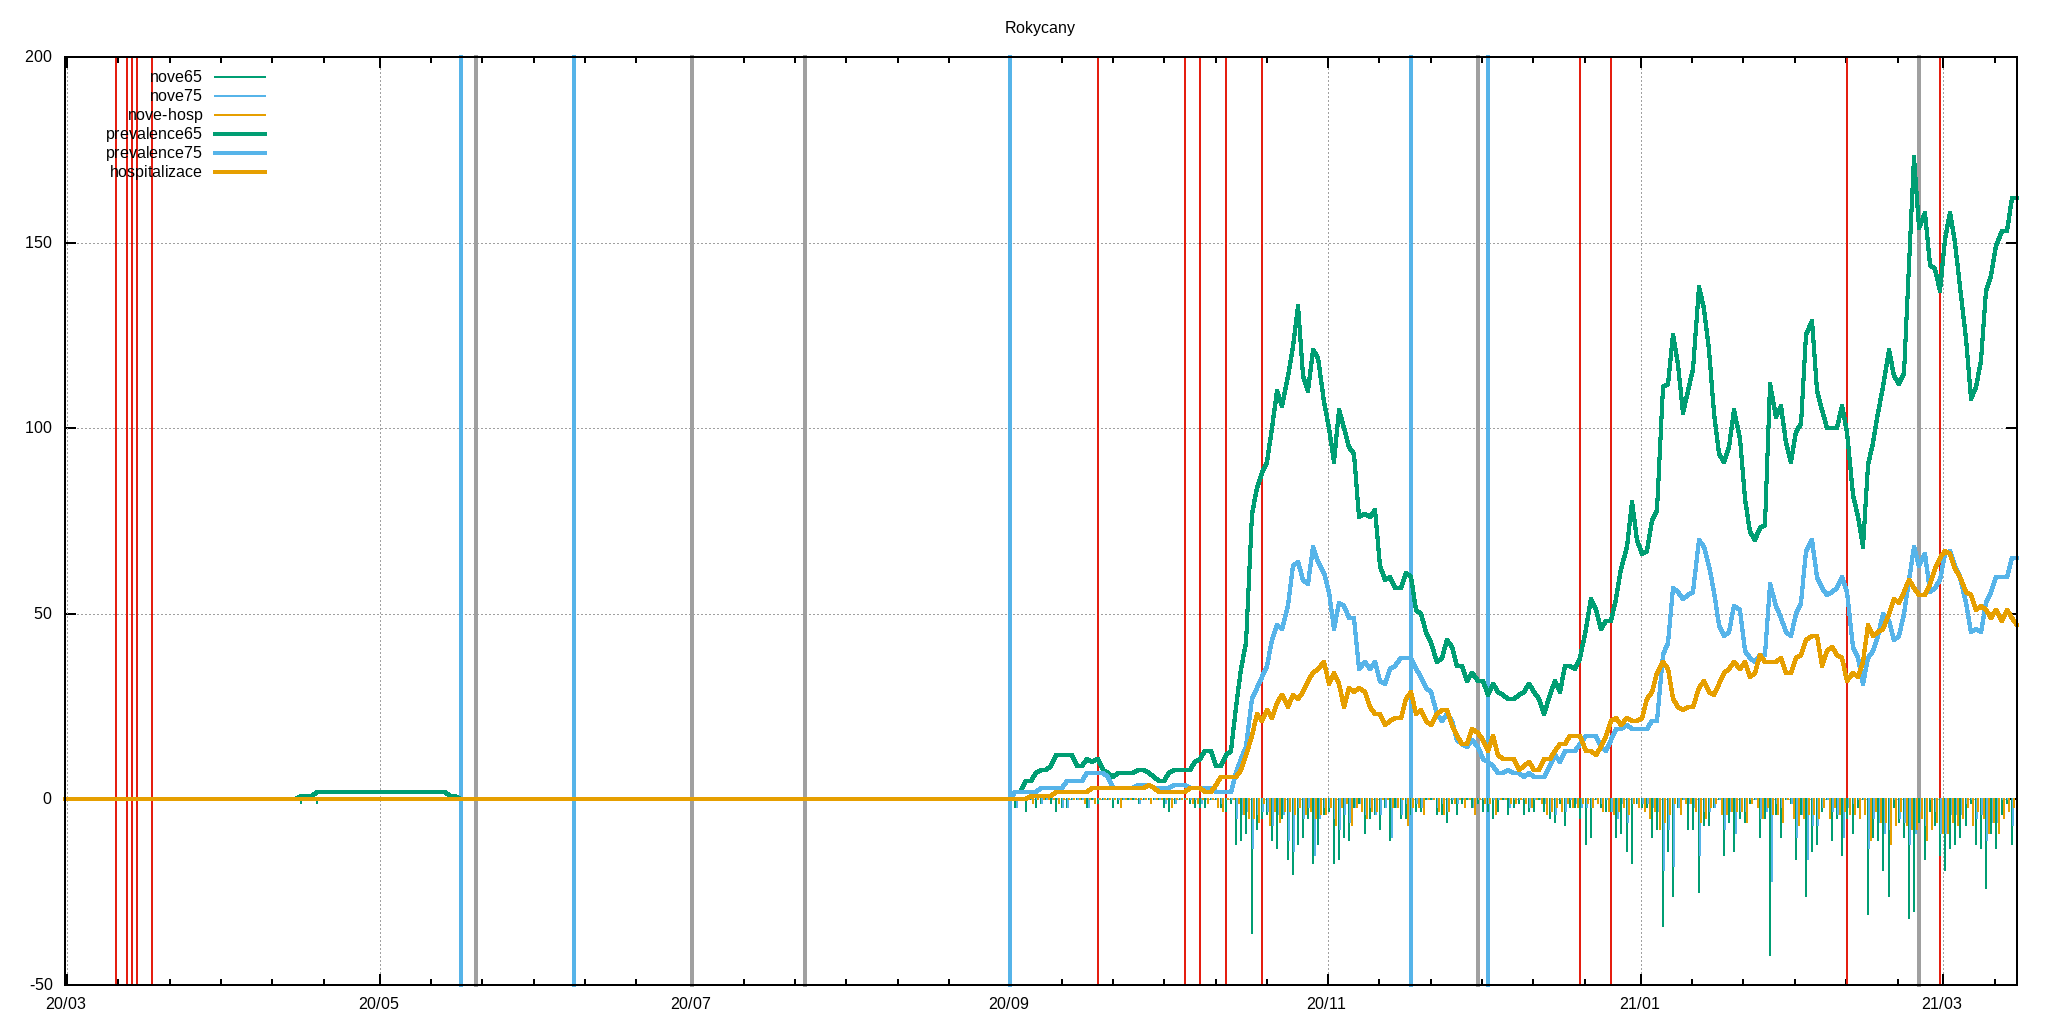 Rokycany
200
150
100
50
0
-50
nove65
nove75
nove-hosp
prevalence65
prevalence75
hospitalizace
20/03 20/05 20/07 20/09 20/11 21/01 21/03